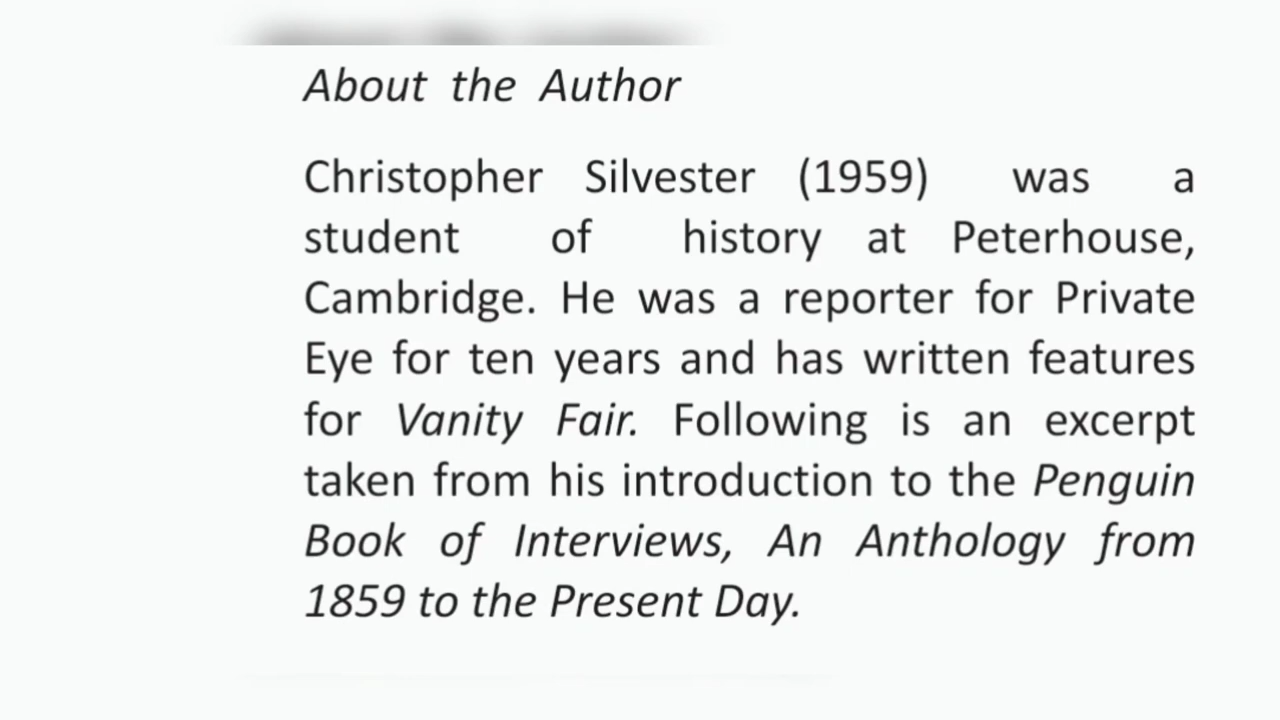 About the Author
Christopher Silvester (1959) was a
student of history at Peterhouse,
Cambridge. He was a reporter for Private
Eye for ten years and has written features
for Vanity Fair. Following is an excerpt
taken from his introduction to the Penguin
Book of Interviews, An Anthology from
1859 to the Present Day.